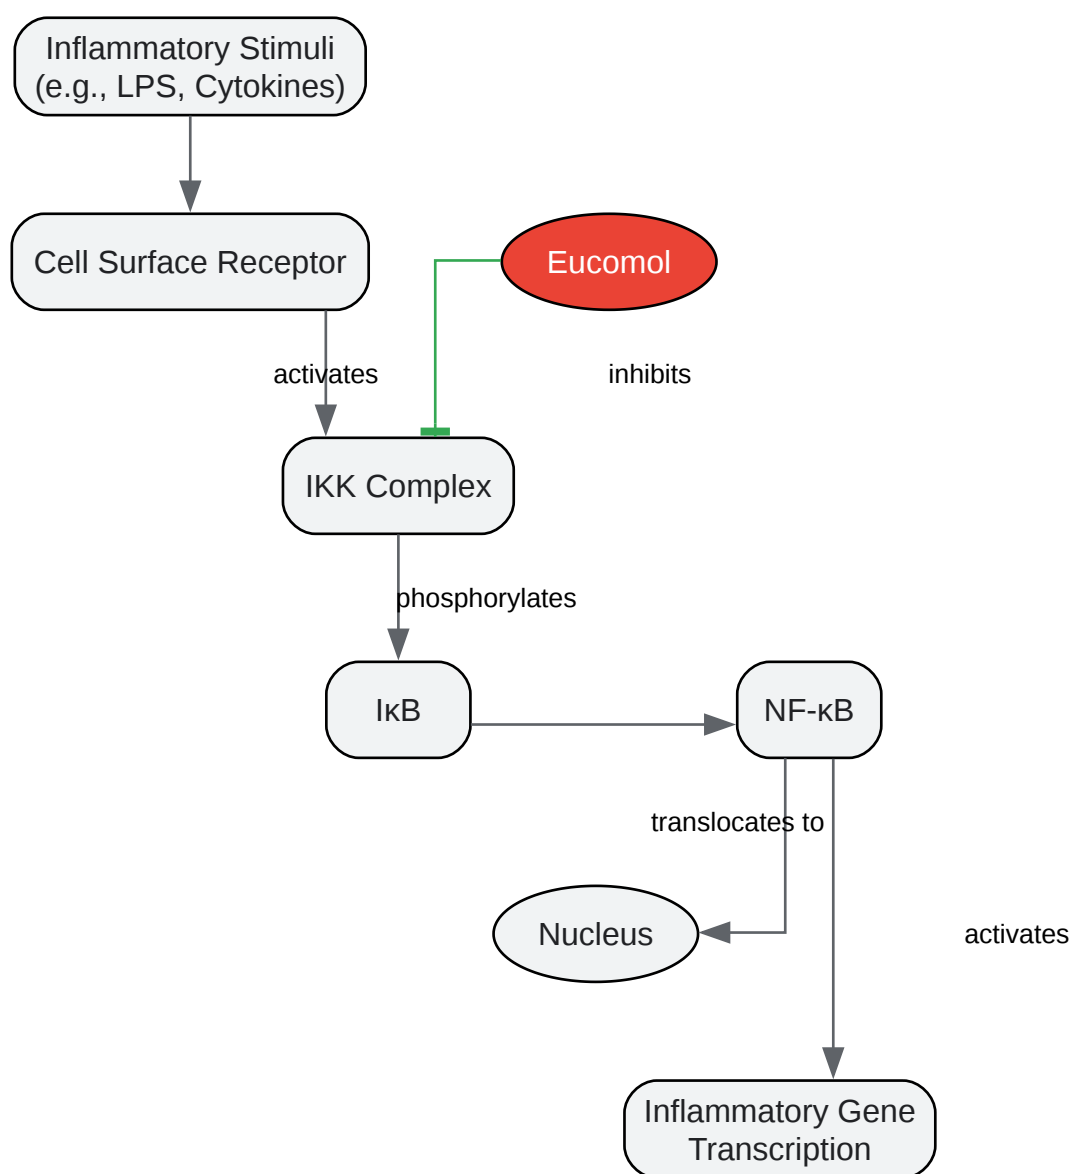 Inflammatory Stimuli
(e.g., LPS, Cytokines)
Cell Surface Receptor
Eucomol
activates
inhibits
IKK Complex
phosphorylates
IκB
NF-κB
translocates to
Nucleus
activates
Inflammatory Gene
Transcription